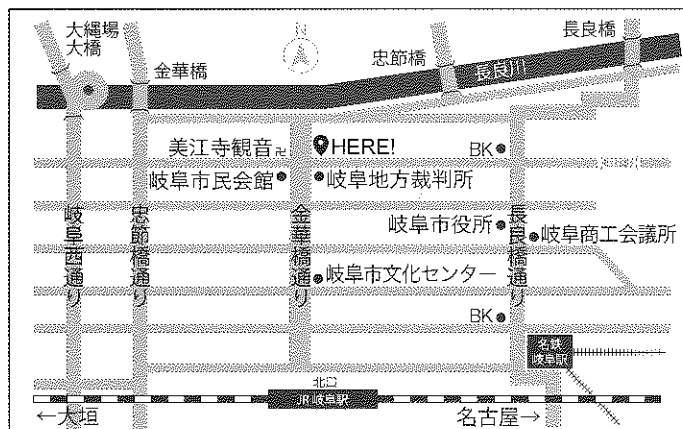 大縄場
大橋
金華橋
N
忠節橋
長良橋
長良川
美江寺観音卍
HERE!
BK
岐阜市民会館
岐阜地方裁判所
岐阜西通り
忠節橋通り
金華橋通り
長良橋通り
岐阜市役所
岐阜商工会議所
岐阜市文化センター
BK
名鉄
岐阜駅
北口
JR岐阜駅
←大垣
名古屋→